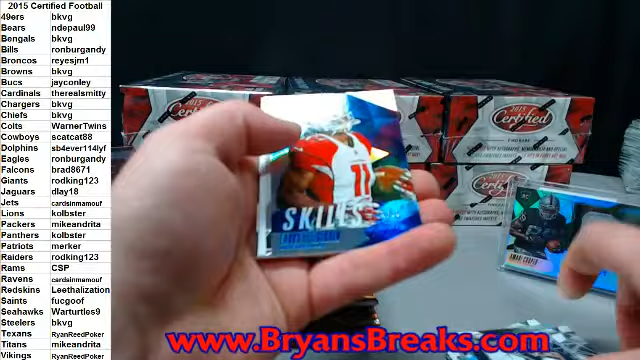 2015 Certified Football
49ers bkvg
Bears ndepaul99
Bengals bkvg
Bills ronburgandy
Broncos reyesjm1
Browns bkvg
Bucs jayconley
Cardinals therealsmitty
Chargers bkvg
Chiefs bkvg
Colts WarnerTwins
Cowboys scatcat88
Dolphins sb4ever114lyf
Eagles ronburgandy
Falcons brad8671
Giants rodking123
Jaguars dlay18
Jets cardsinmamouf
Lions kolbster
Packers mikeandrita
Panthers kolbster
Patriots merker
Raiders rodking123
Rams CSP
Ravens cardsinmamouf
Redskins Leethalization
Saints fucgoof
Seahawks Warturtles9
Steelers bkvg
Texans RyanReedPoker
Titans mikeandrita
Vikings RyanReedPoker
2015
Certified
Certified
11
SKILLS
AMARI COOPER
www.BryansBreaks.com